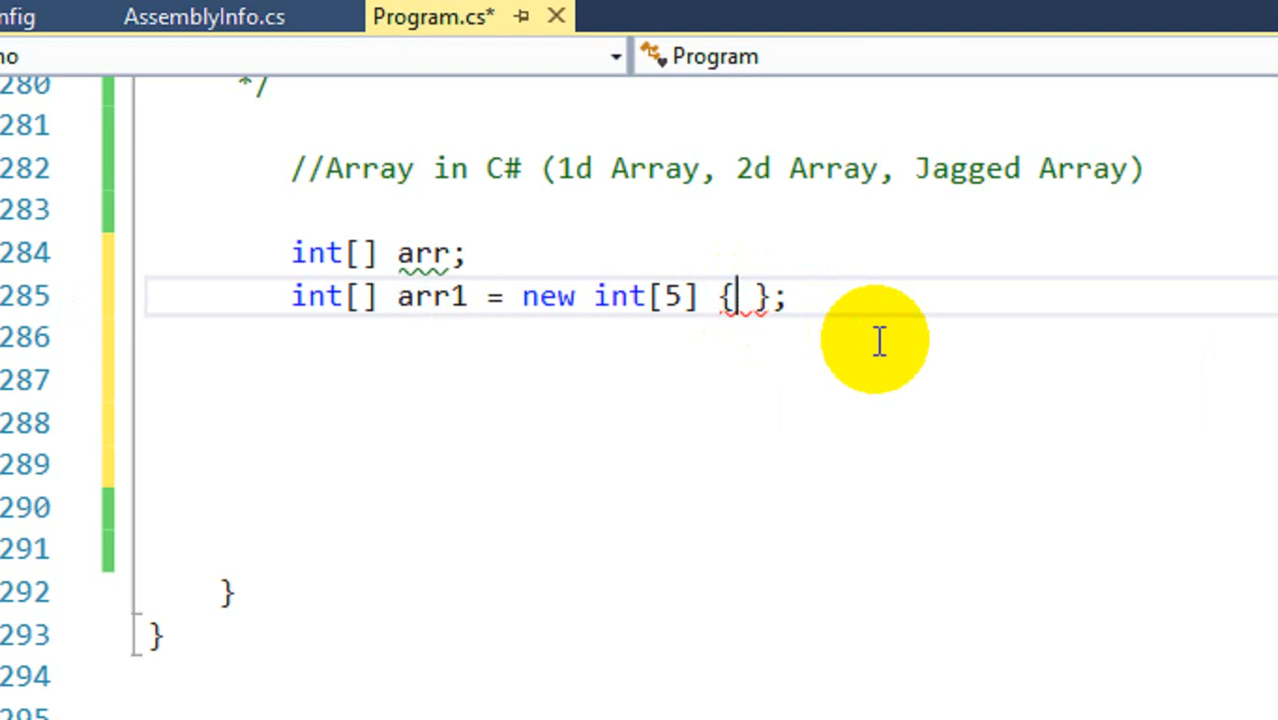 nfig AssemblyInfo.cs Program.cs*
no Program
280 */
281
282 //Array in C# (1d Array, 2d Array, Jagged Array)
283
284 int[] arr;
285 int[] arr1 = new int[5] { };
286
287
288
289
290
291
292 }
293 }
294
295